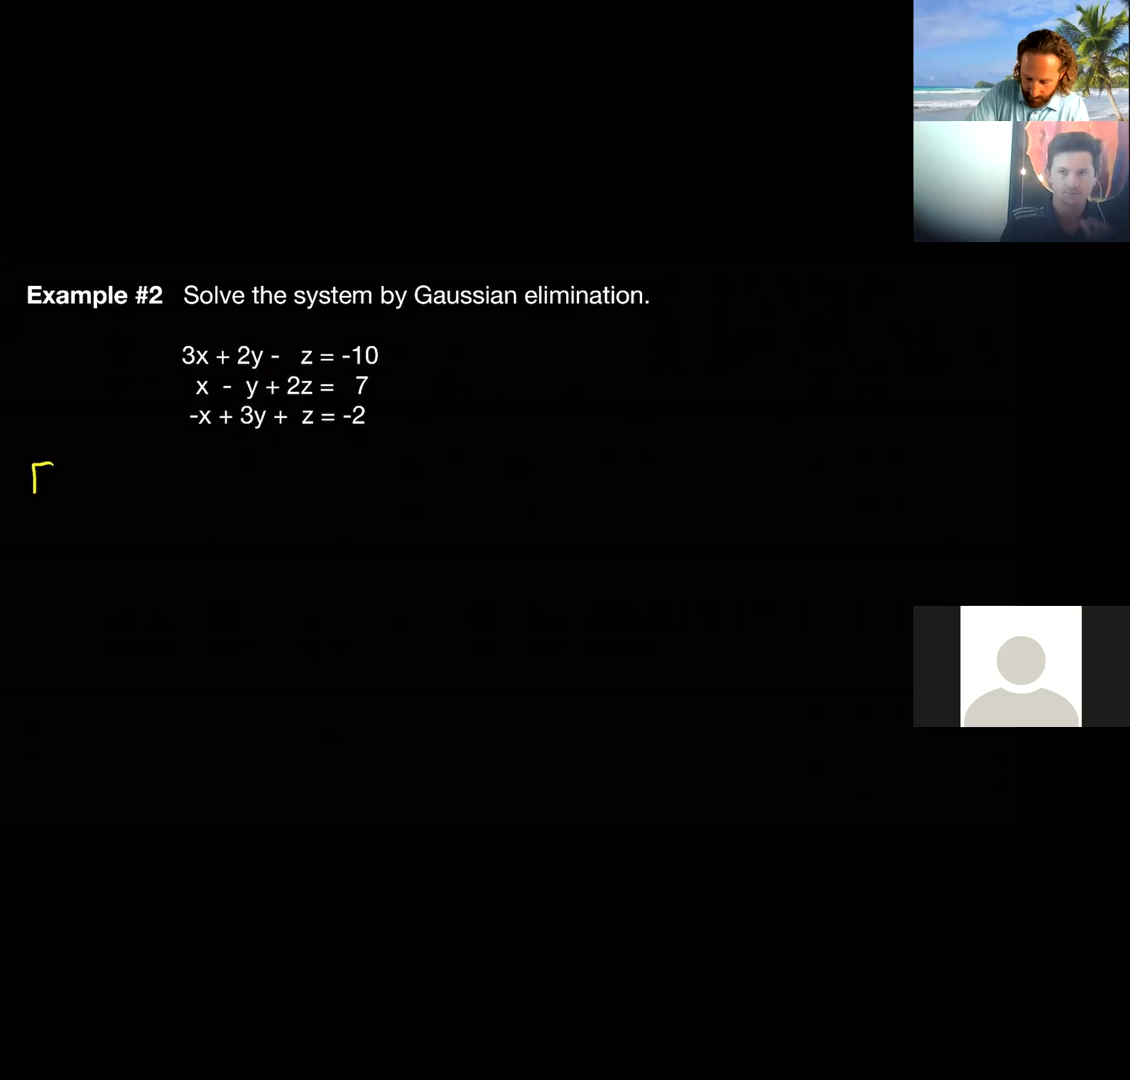 Example #2 Solve the system by Gaussian elimination.
3x + 2y - z = -10
x - y + 2z = 7
-x + 3y + z = -2